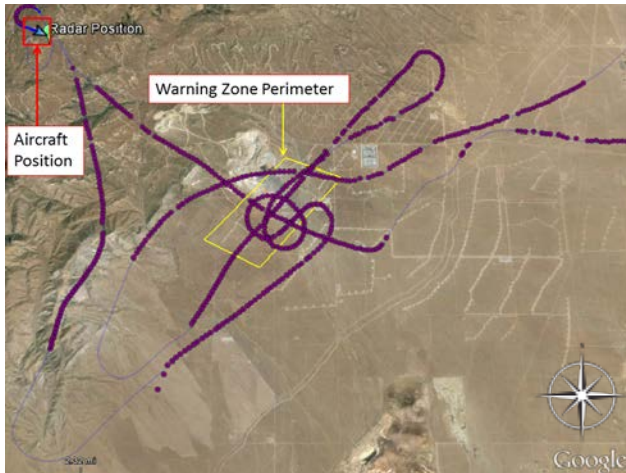 Radar Position
Warning Zone Perimeter
Aircraft
Position
Google